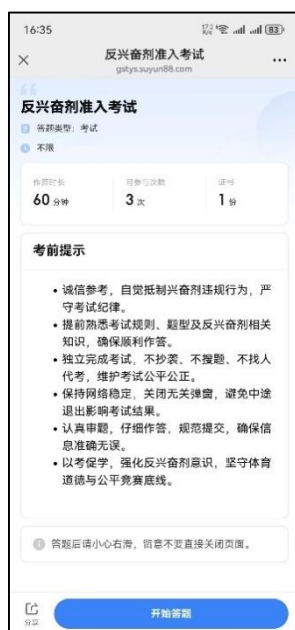 16:35
83
反兴奋剂准入考试
gstys.suyun88.com
反兴奋剂准入考试
答题类型：考试
不限
作答时长
可参与次数
证书
60 分钟
3 次
1 份
考前提示
• 诚信参考，自觉抵制兴奋剂违规行为，严
守考试纪律。
• 提前熟悉考试规则、题型及反兴奋剂相关
知识，确保顺利作答。
• 独立完成考试，不抄袭、不搜题、不找人
代考，维护考试公平公正。
• 保持网络稳定，关闭无关弹窗，避免中途
退出影响考试结果。
• 认真审题，仔细作答，规范提交，确保信
息准确无误。
• 以考促学，强化反兴奋剂意识，坚守体育
道德与公平竞赛底线。
答题后请小心右滑，留意不要直接关闭页面。
分享
开始答题